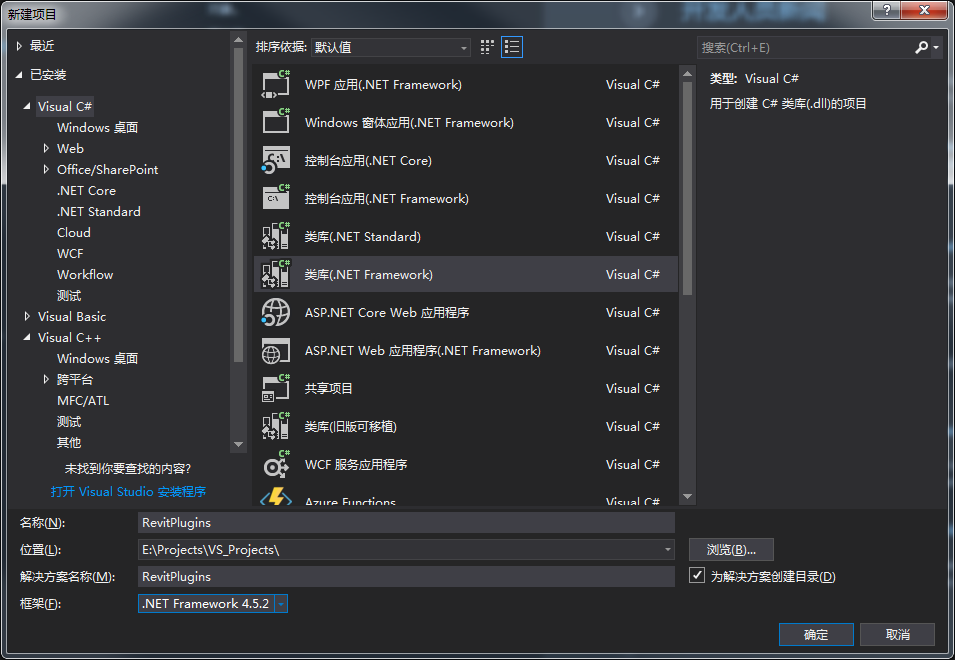 新建项目
最近
已安装
Visual C#
Windows 桌面
Web
Office/SharePoint
.NET Core
.NET Standard
Cloud
WCF
Workflow
测试
Visual Basic
Visual C++
Windows 桌面
跨平台
MFC/ATL
测试
其他
未找到你要查找的内容?
打开 Visual Studio 安装程序
排序依据: 默认值
WPF 应用(.NET Framework) Visual C#
Windows 窗体应用(.NET Framework) Visual C#
控制台应用(.NET Core) Visual C#
控制台应用(.NET Framework) Visual C#
类库(.NET Standard) Visual C#
类库(.NET Framework) Visual C#
ASP.NET Core Web 应用程序 Visual C#
ASP.NET Web 应用程序(.NET Framework) Visual C#
共享项目 Visual C#
类库(旧版可移植) Visual C#
WCF 服务应用程序 Visual C#
Azure Functions Visual C#
搜索(Ctrl+E)
类型: Visual C#
用于创建 C# 类库(.dll)的项目
名称(N): RevitPlugins
位置(L): E:\Projects\VS_Projects\ 浏览(B)...
解决方案名称(M): RevitPlugins 为解决方案创建目录(D)
框架(F): .NET Framework 4.5.2
确定 取消